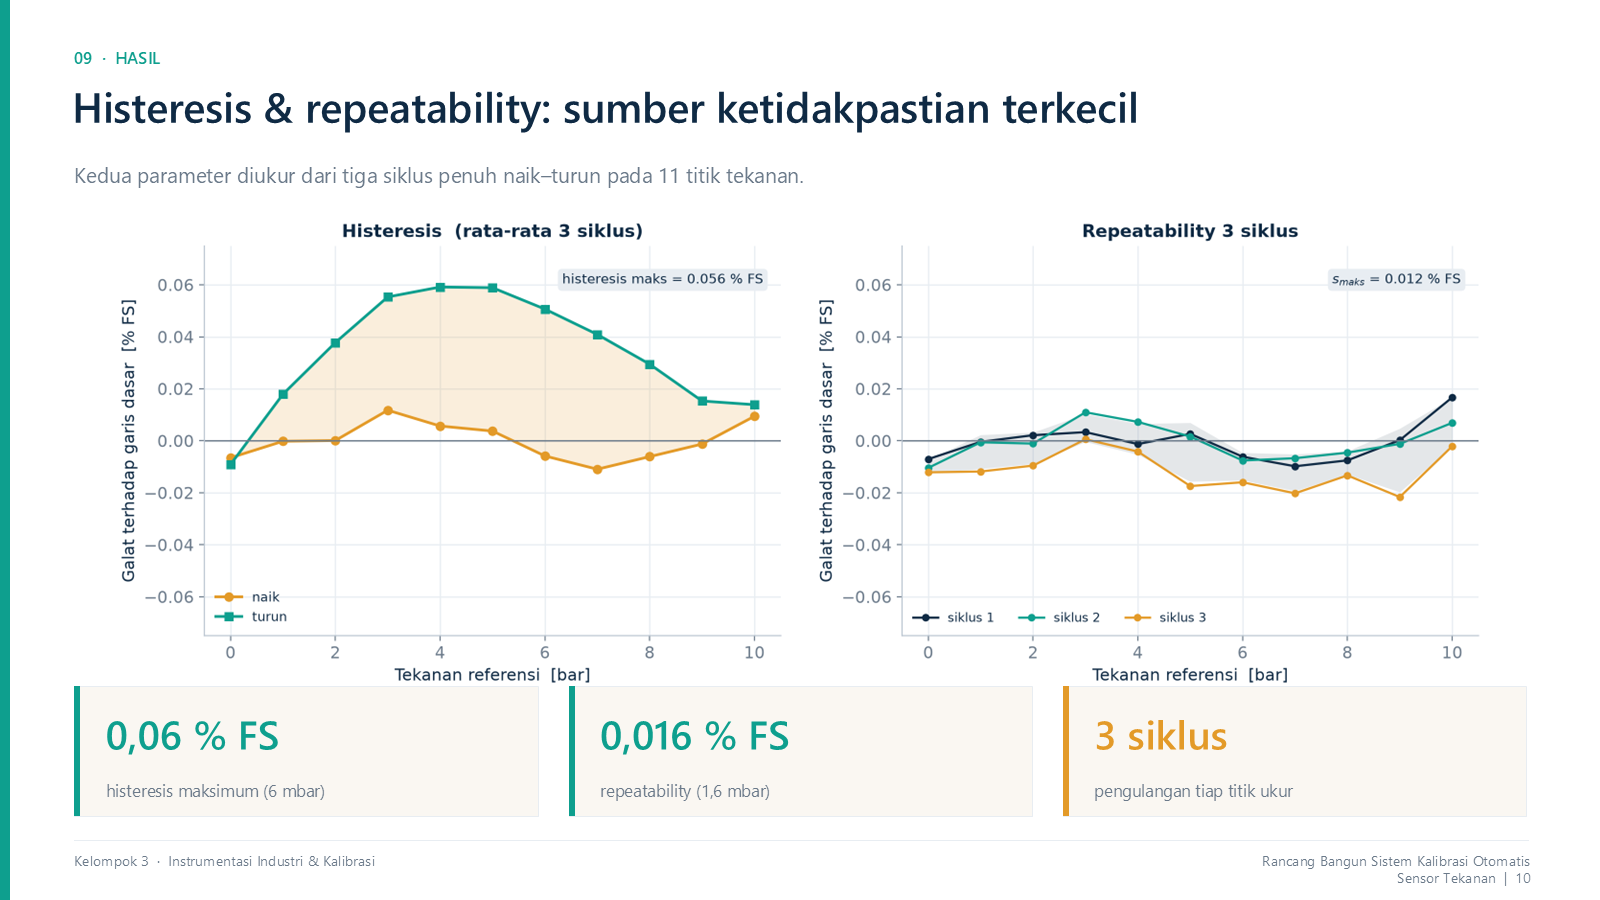 09 · HASIL
Histeresis & repeatability: sumber ketidakpastian terkecil
Kedua parameter diukur dari tiga siklus penuh naik–turun pada 11 titik tekanan.
Histeresis (rata-rata 3 siklus)
histeresis maks = 0.056 % FS
Galat terhadap garis dasar [% FS]
0.06
0.04
0.02
0.00
−0.02
−0.04
−0.06
naik
turun
0 2 4 6 8 10
Tekanan referensi [bar]
Repeatability 3 siklus
smaks = 0.012 % FS
Galat terhadap garis dasar [% FS]
0.06
0.04
0.02
0.00
−0.02
−0.04
−0.06
siklus 1 siklus 2 siklus 3
0 2 4 6 8 10
Tekanan referensi [bar]
0,06 % FS
histeresis maksimum (6 mbar)
0,016 % FS
repeatability (1,6 mbar)
3 siklus
pengulangan tiap titik ukur
Kelompok 3 · Instrumentasi Industri & Kalibrasi
Rancang Bangun Sistem Kalibrasi Otomatis
Sensor Tekanan | 10